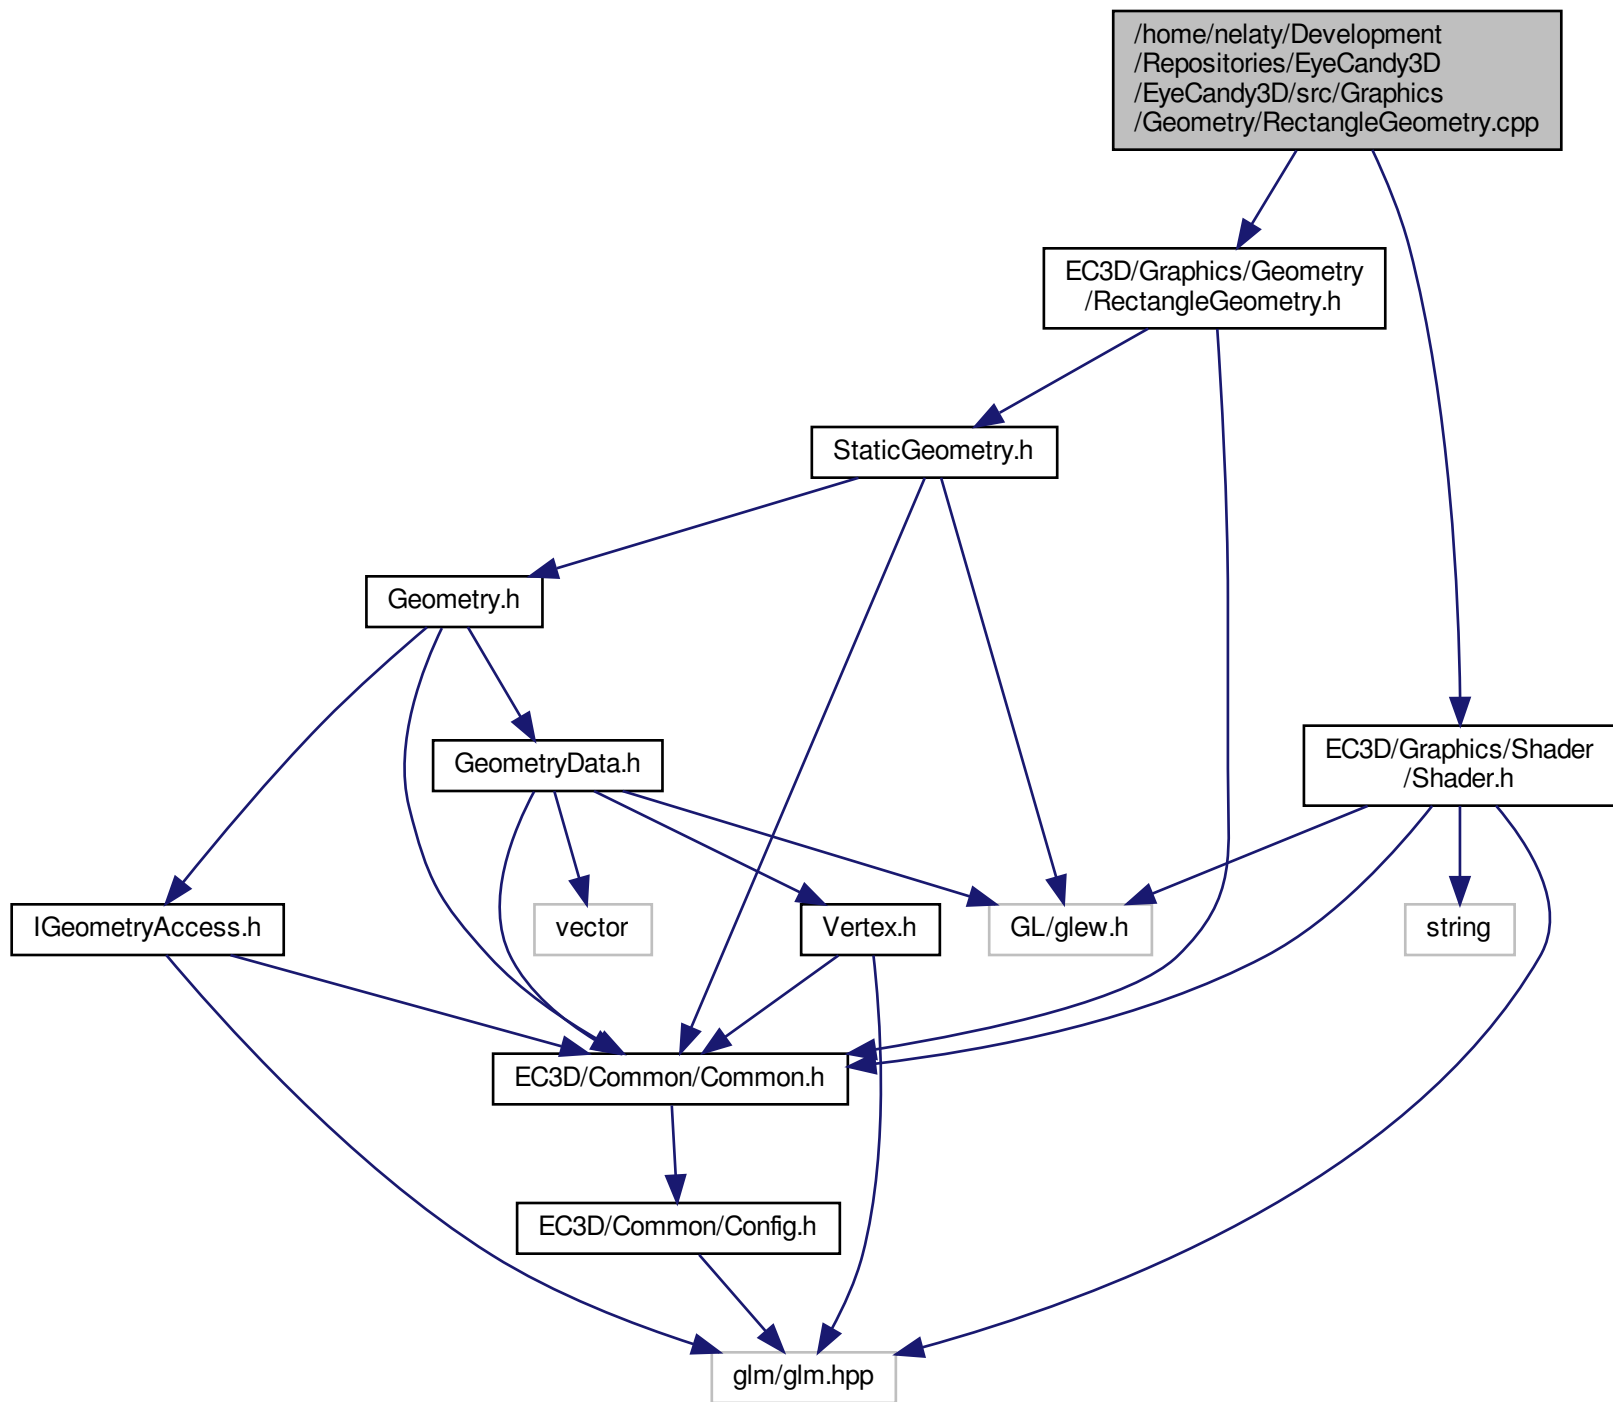 /home/nelaty/Development
/Repositories/EyeCandy3D
/EyeCandy3D/src/Graphics
/Geometry/RectangleGeometry.cpp
EC3D/Graphics/Geometry
/RectangleGeometry.h
StaticGeometry.h
Geometry.h
GeometryData.h
EC3D/Graphics/Shader
/Shader.h
IGeometryAccess.h
vector
Vertex.h
GL/glew.h
string
EC3D/Common/Common.h
EC3D/Common/Config.h
glm/glm.hpp